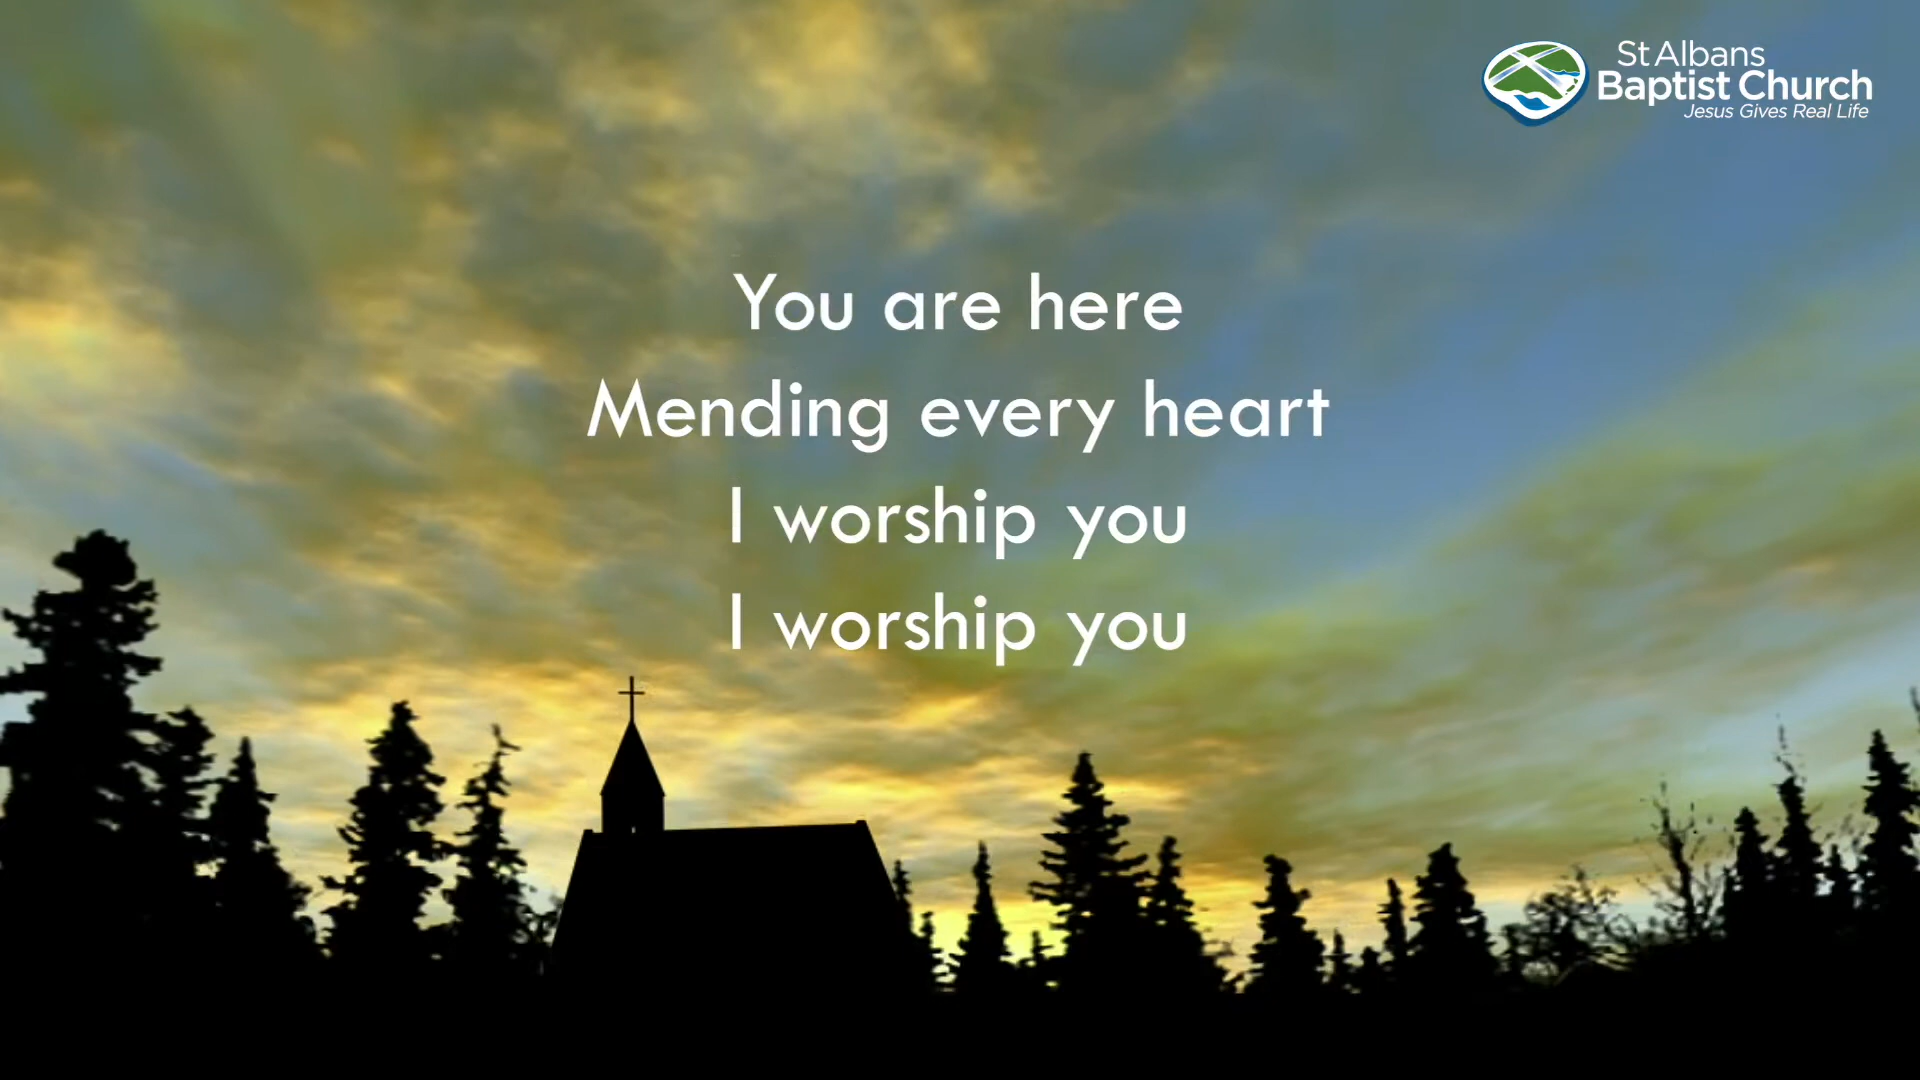 St Albans
Baptist Church
Jesus Gives Real Life
You are here
Mending every heart
I worship you
I worship you